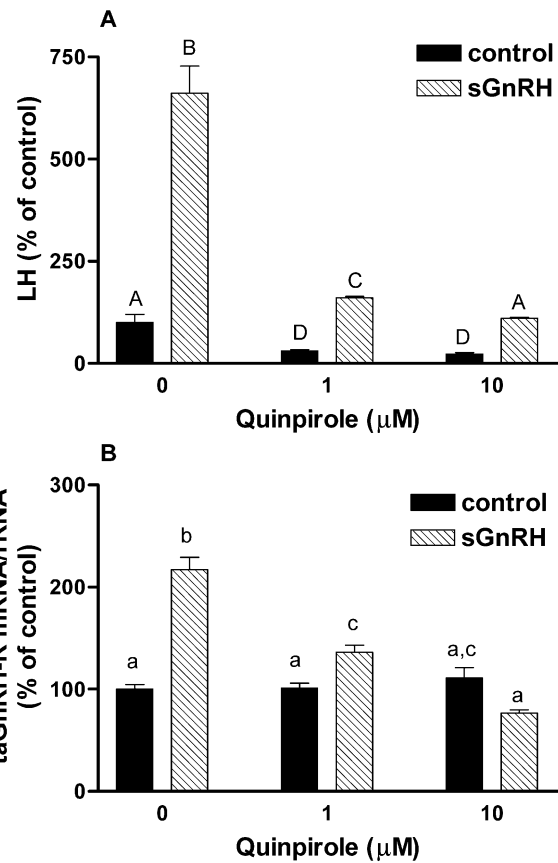 A
control
sGnRH
LH (% of control)
750
500
250
0
A
B
D
C
D
A
0
1
10
Quinpirole (μM)
B
control
sGnRH
(% of control)
300
200
100
0
a
b
a
c
a,c
a
0
1
10
Quinpirole (μM)